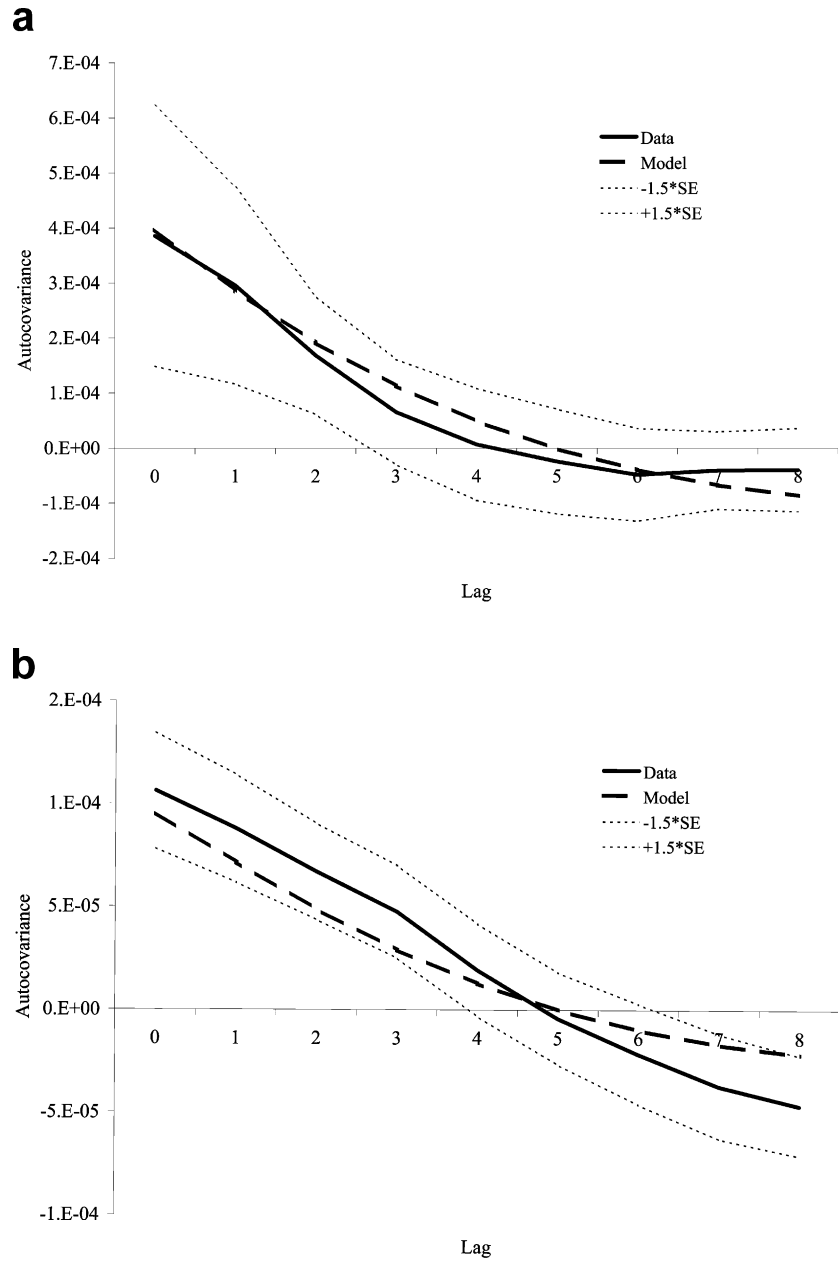 a
7.E-04
6.E-04
5.E-04
4.E-04
3.E-04
2.E-04
1.E-04
0.E+00
-1.E-04
-2.E-04
Autocovariance
Data
Model
-1.5*SE
+1.5*SE
0 1 2 3 4 5 6 7 8
Lag
b
2.E-04
1.E-04
5.E-05
0.E+00
-5.E-05
-1.E-04
Autocovariance
Data
Model
-1.5*SE
+1.5*SE
0 1 2 3 4 5 6 7 8
Lag